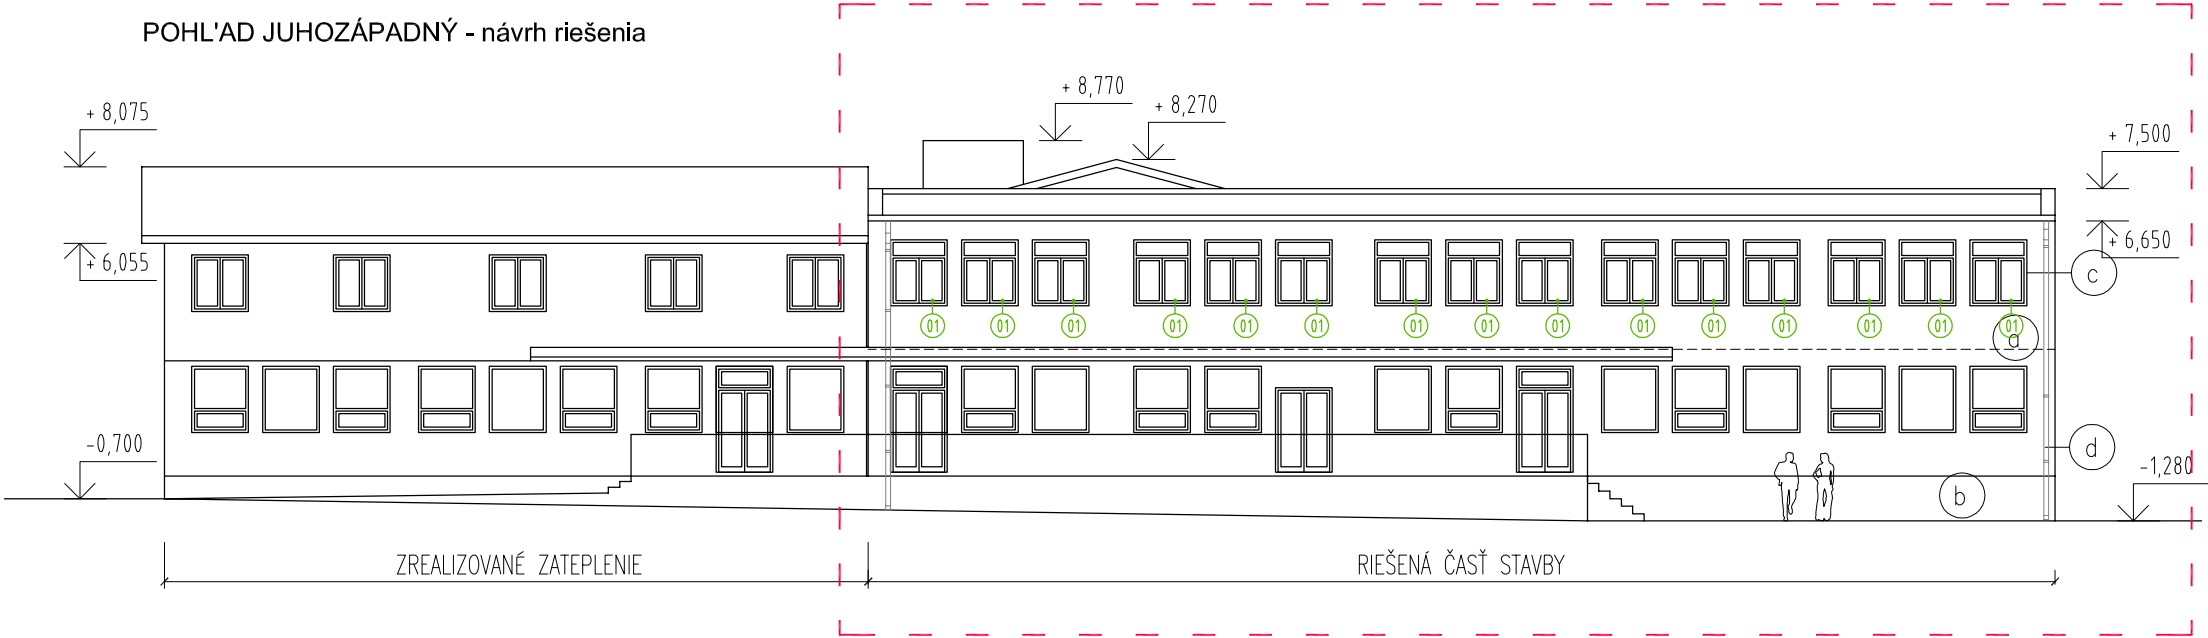 POHL'AD JUHOZÁPADNÝ - návrh riešenia
+ 8,770
+ 8,270
+ 8,075
+ 7,500
+ 6,055
+ 6,650
c
01 01 01 01 01 01 01 01 01 01 01 01 01 01 01
a
-0,700
d
-1,280
b
ZREALIZOVANÉ ZATEPLENIE
RIEŠENÁ ČASŤ STAVBY